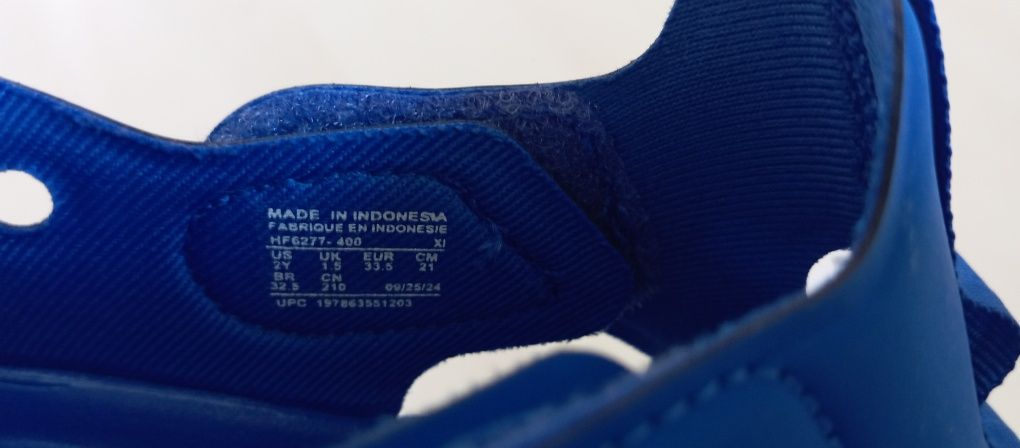 MADE IN INDONESIA
FABRIQUE EN INDONESIE
HF6277-400 XI
US UK EUR CM
2Y 1.5 33.5 21
BR CN
32.5 210 09/25/24
UPC 197863551203